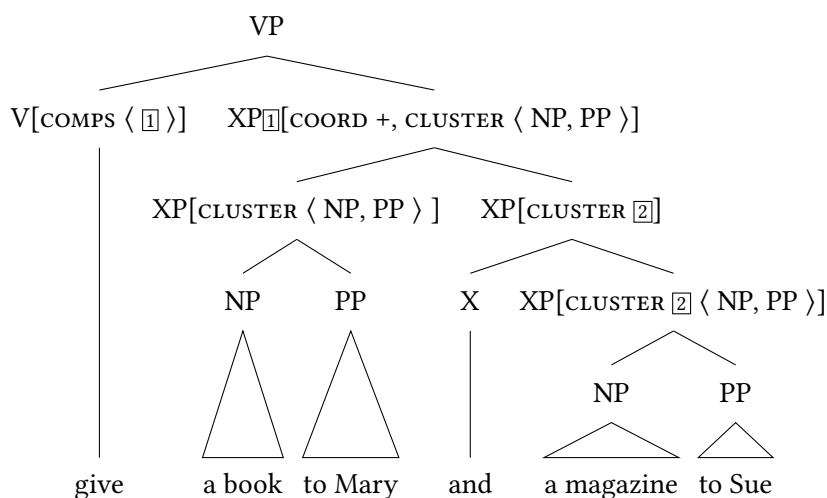 VP
V[COMPS ⟨ 1 ⟩] XP1[COORD +, CLUSTER ⟨ NP, PP ⟩]
XP[CLUSTER ⟨ NP, PP ⟩ ] XP[CLUSTER 2]
NP PP X XP[CLUSTER 2 ⟨ NP, PP ⟩]
NP PP
give a book to Mary and a magazine to Sue